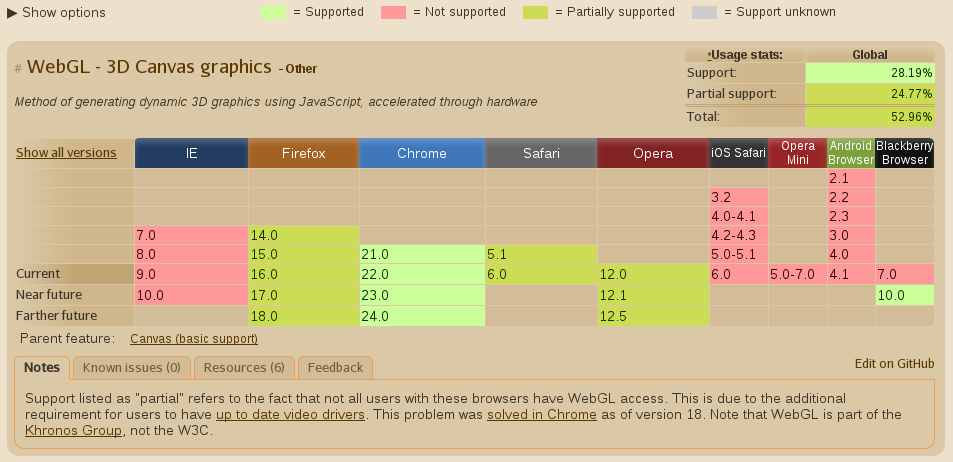 ▶ Show options = Supported = Not supported = Partially supported = Support unknown
# WebGL - 3D Canvas graphics - Other
*Usage stats: Global
Support: 28.19%
Partial support: 24.77%
Total: 52.96%
Method of generating dynamic 3D graphics using JavaScript, accelerated through hardware
Show all versions IE Firefox Chrome Safari Opera iOS Safari Opera Mini Android Browser Blackberry Browser
2.1
3.2 2.2
4.0-4.1 2.3
7.0 14.0 4.2-4.3 3.0
8.0 15.0 21.0 5.1 5.0-5.1 4.0
Current 9.0 16.0 22.0 6.0 12.0 6.0 5.0-7.0 4.1 7.0
Near future 10.0 17.0 23.0 12.1 10.0
Farther future 18.0 24.0 12.5
Parent feature: Canvas (basic support)
Notes Known issues (0) Resources (6) Feedback Edit on GitHub
Support listed as "partial" refers to the fact that not all users with these browsers have WebGL access. This is due to the additional
requirement for users to have up to date video drivers. This problem was solved in Chrome as of version 18. Note that WebGL is part of the
Khronos Group, not the W3C.